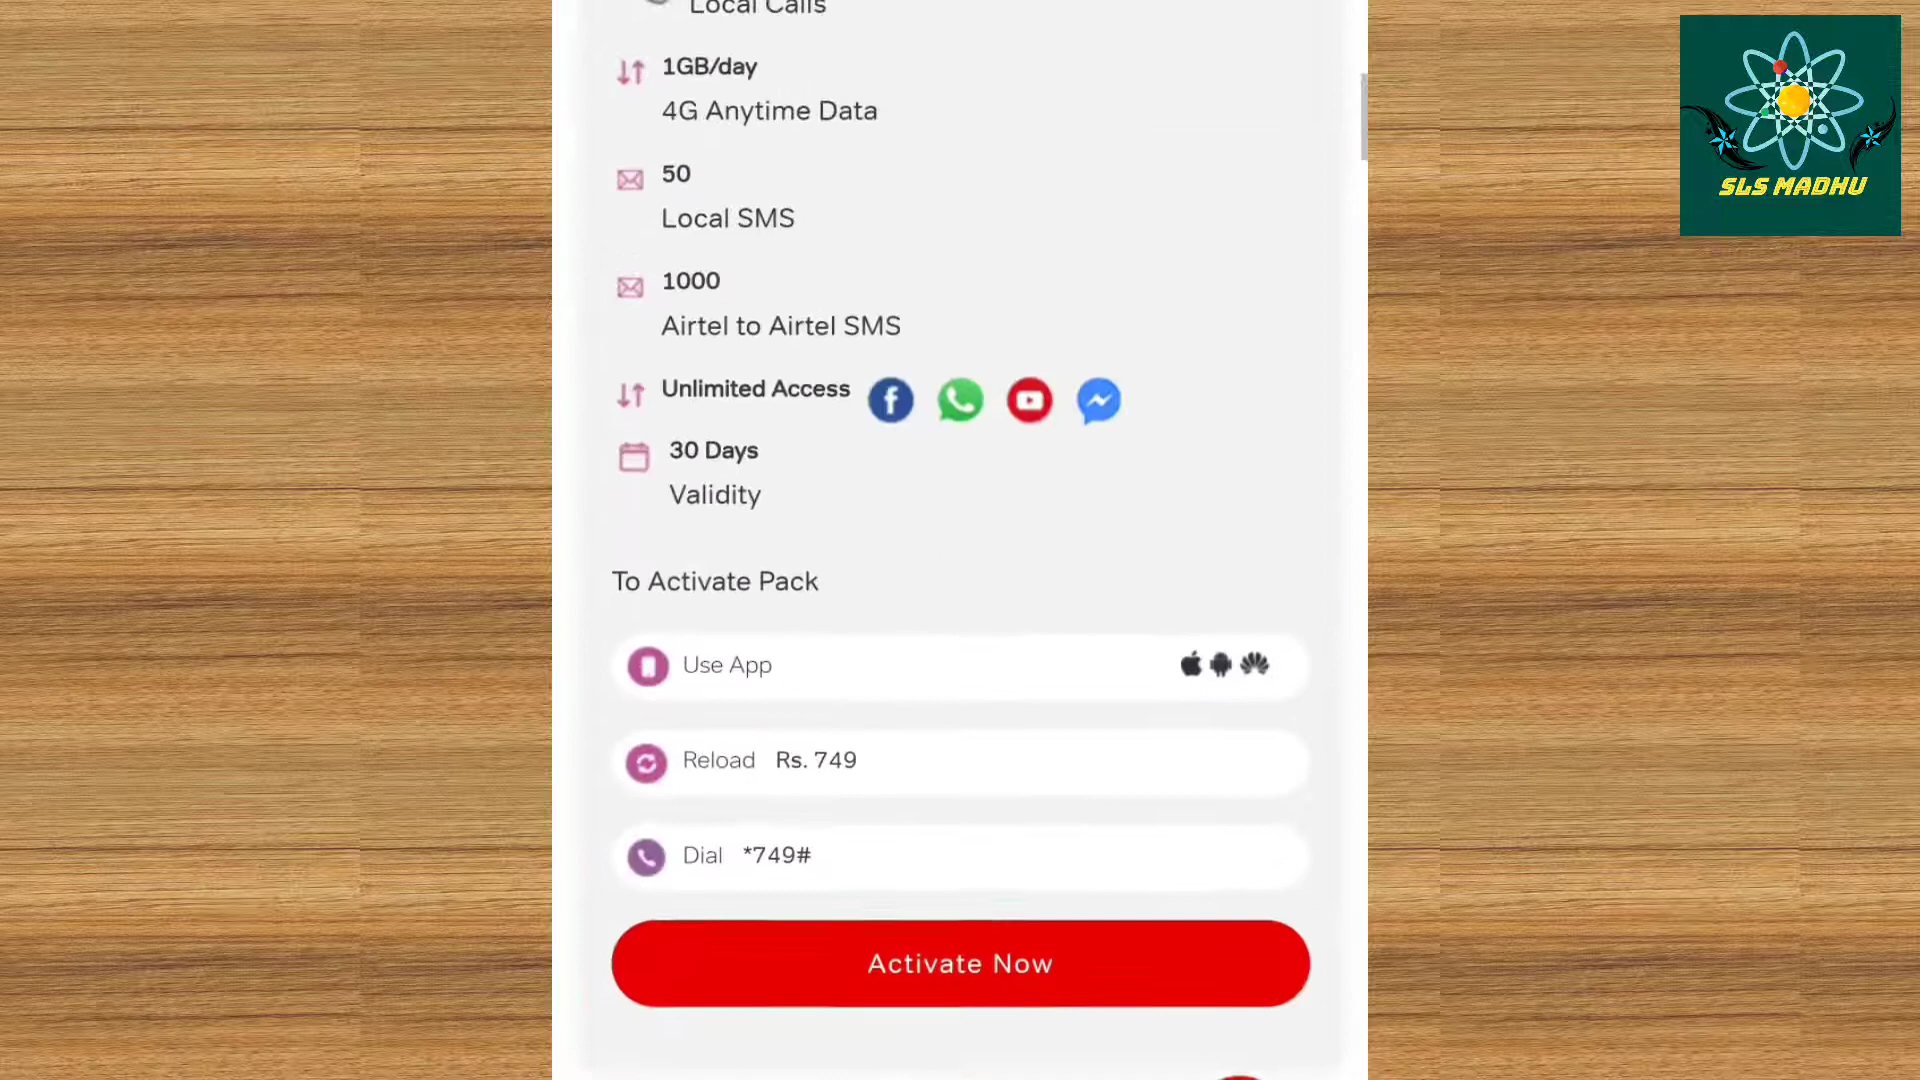 Local Calls
1GB/day
4G Anytime Data
50
Local SMS
1000
Airtel to Airtel SMS
Unlimited Access
30 Days
Validity
To Activate Pack
Use App
Reload Rs. 749
Dial *749#
Activate Now
SLS MADHU